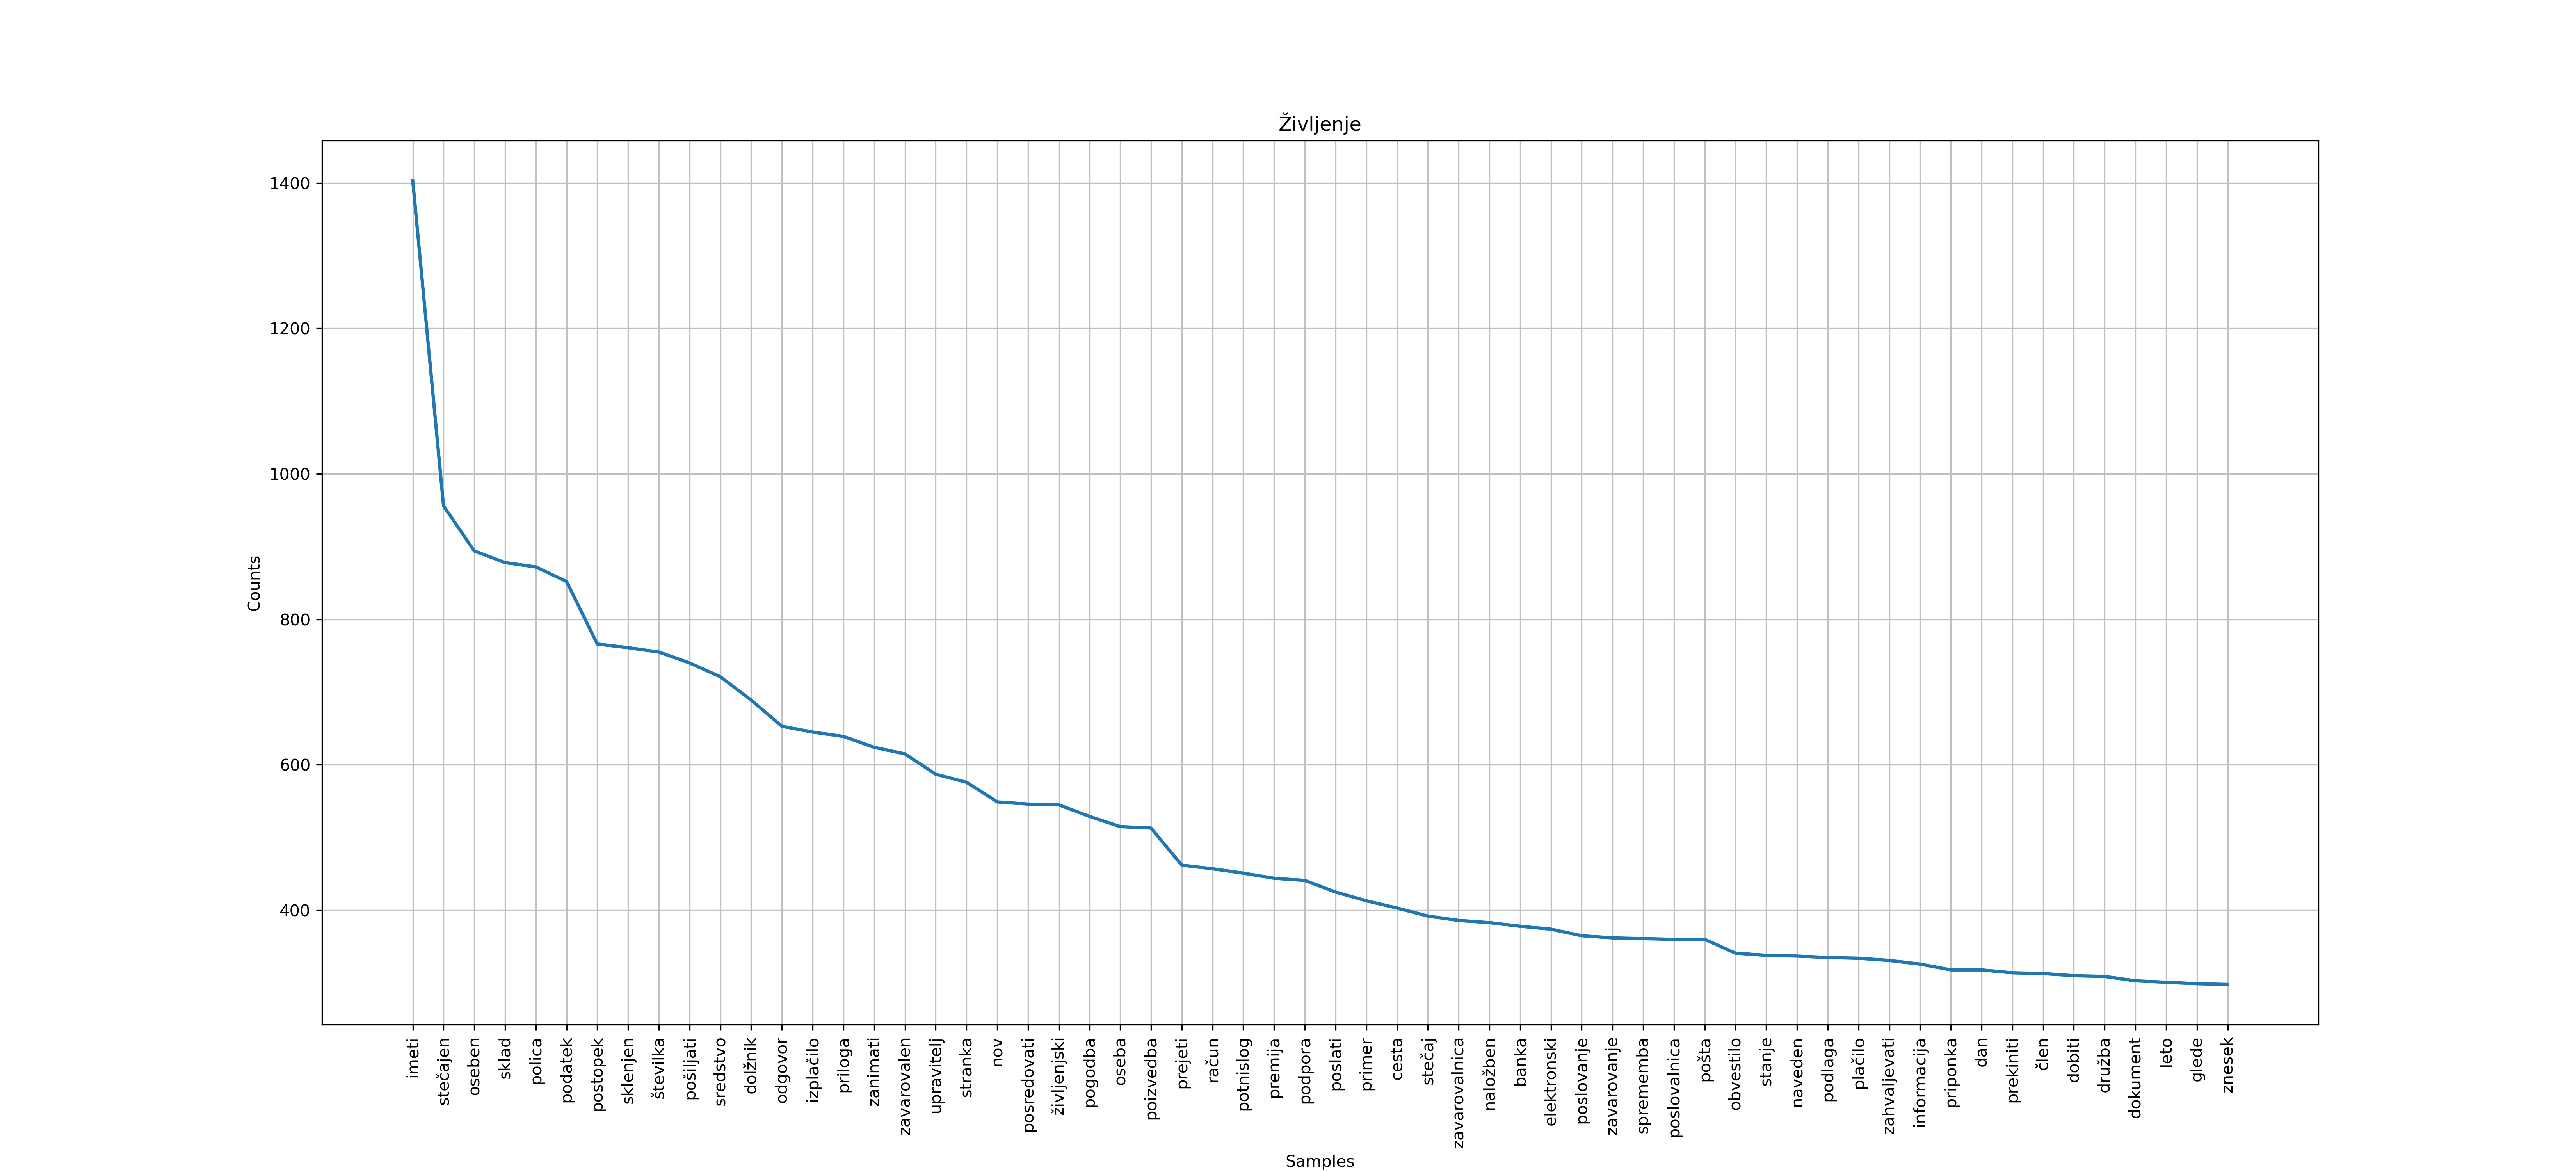 Življenje
1400
1200
1000
800
600
400
Counts
imeti
stečajen
oseben
sklad
polica
podatek
postopek
sklenjen
številka
pošiljati
sredstvo
dolžnik
odgovor
izplačilo
priloga
zanimati
zavarovalen
upravitelj
stranka
nov
posredovati
življenjski
pogodba
oseba
poizvedba
prejeti
račun
potnislog
premija
podpora
poslati
primer
cesta
stečaj
zavarovalnica
naložben
banka
elektronski
poslovanje
zavarovanje
sprememba
poslovalnica
pošta
obvestilo
stanje
naveden
podlaga
plačilo
zahvaljevati
informacija
priponka
dan
prekiniti
člen
dobiti
družba
dokument
leto
glede
znesek
Samples